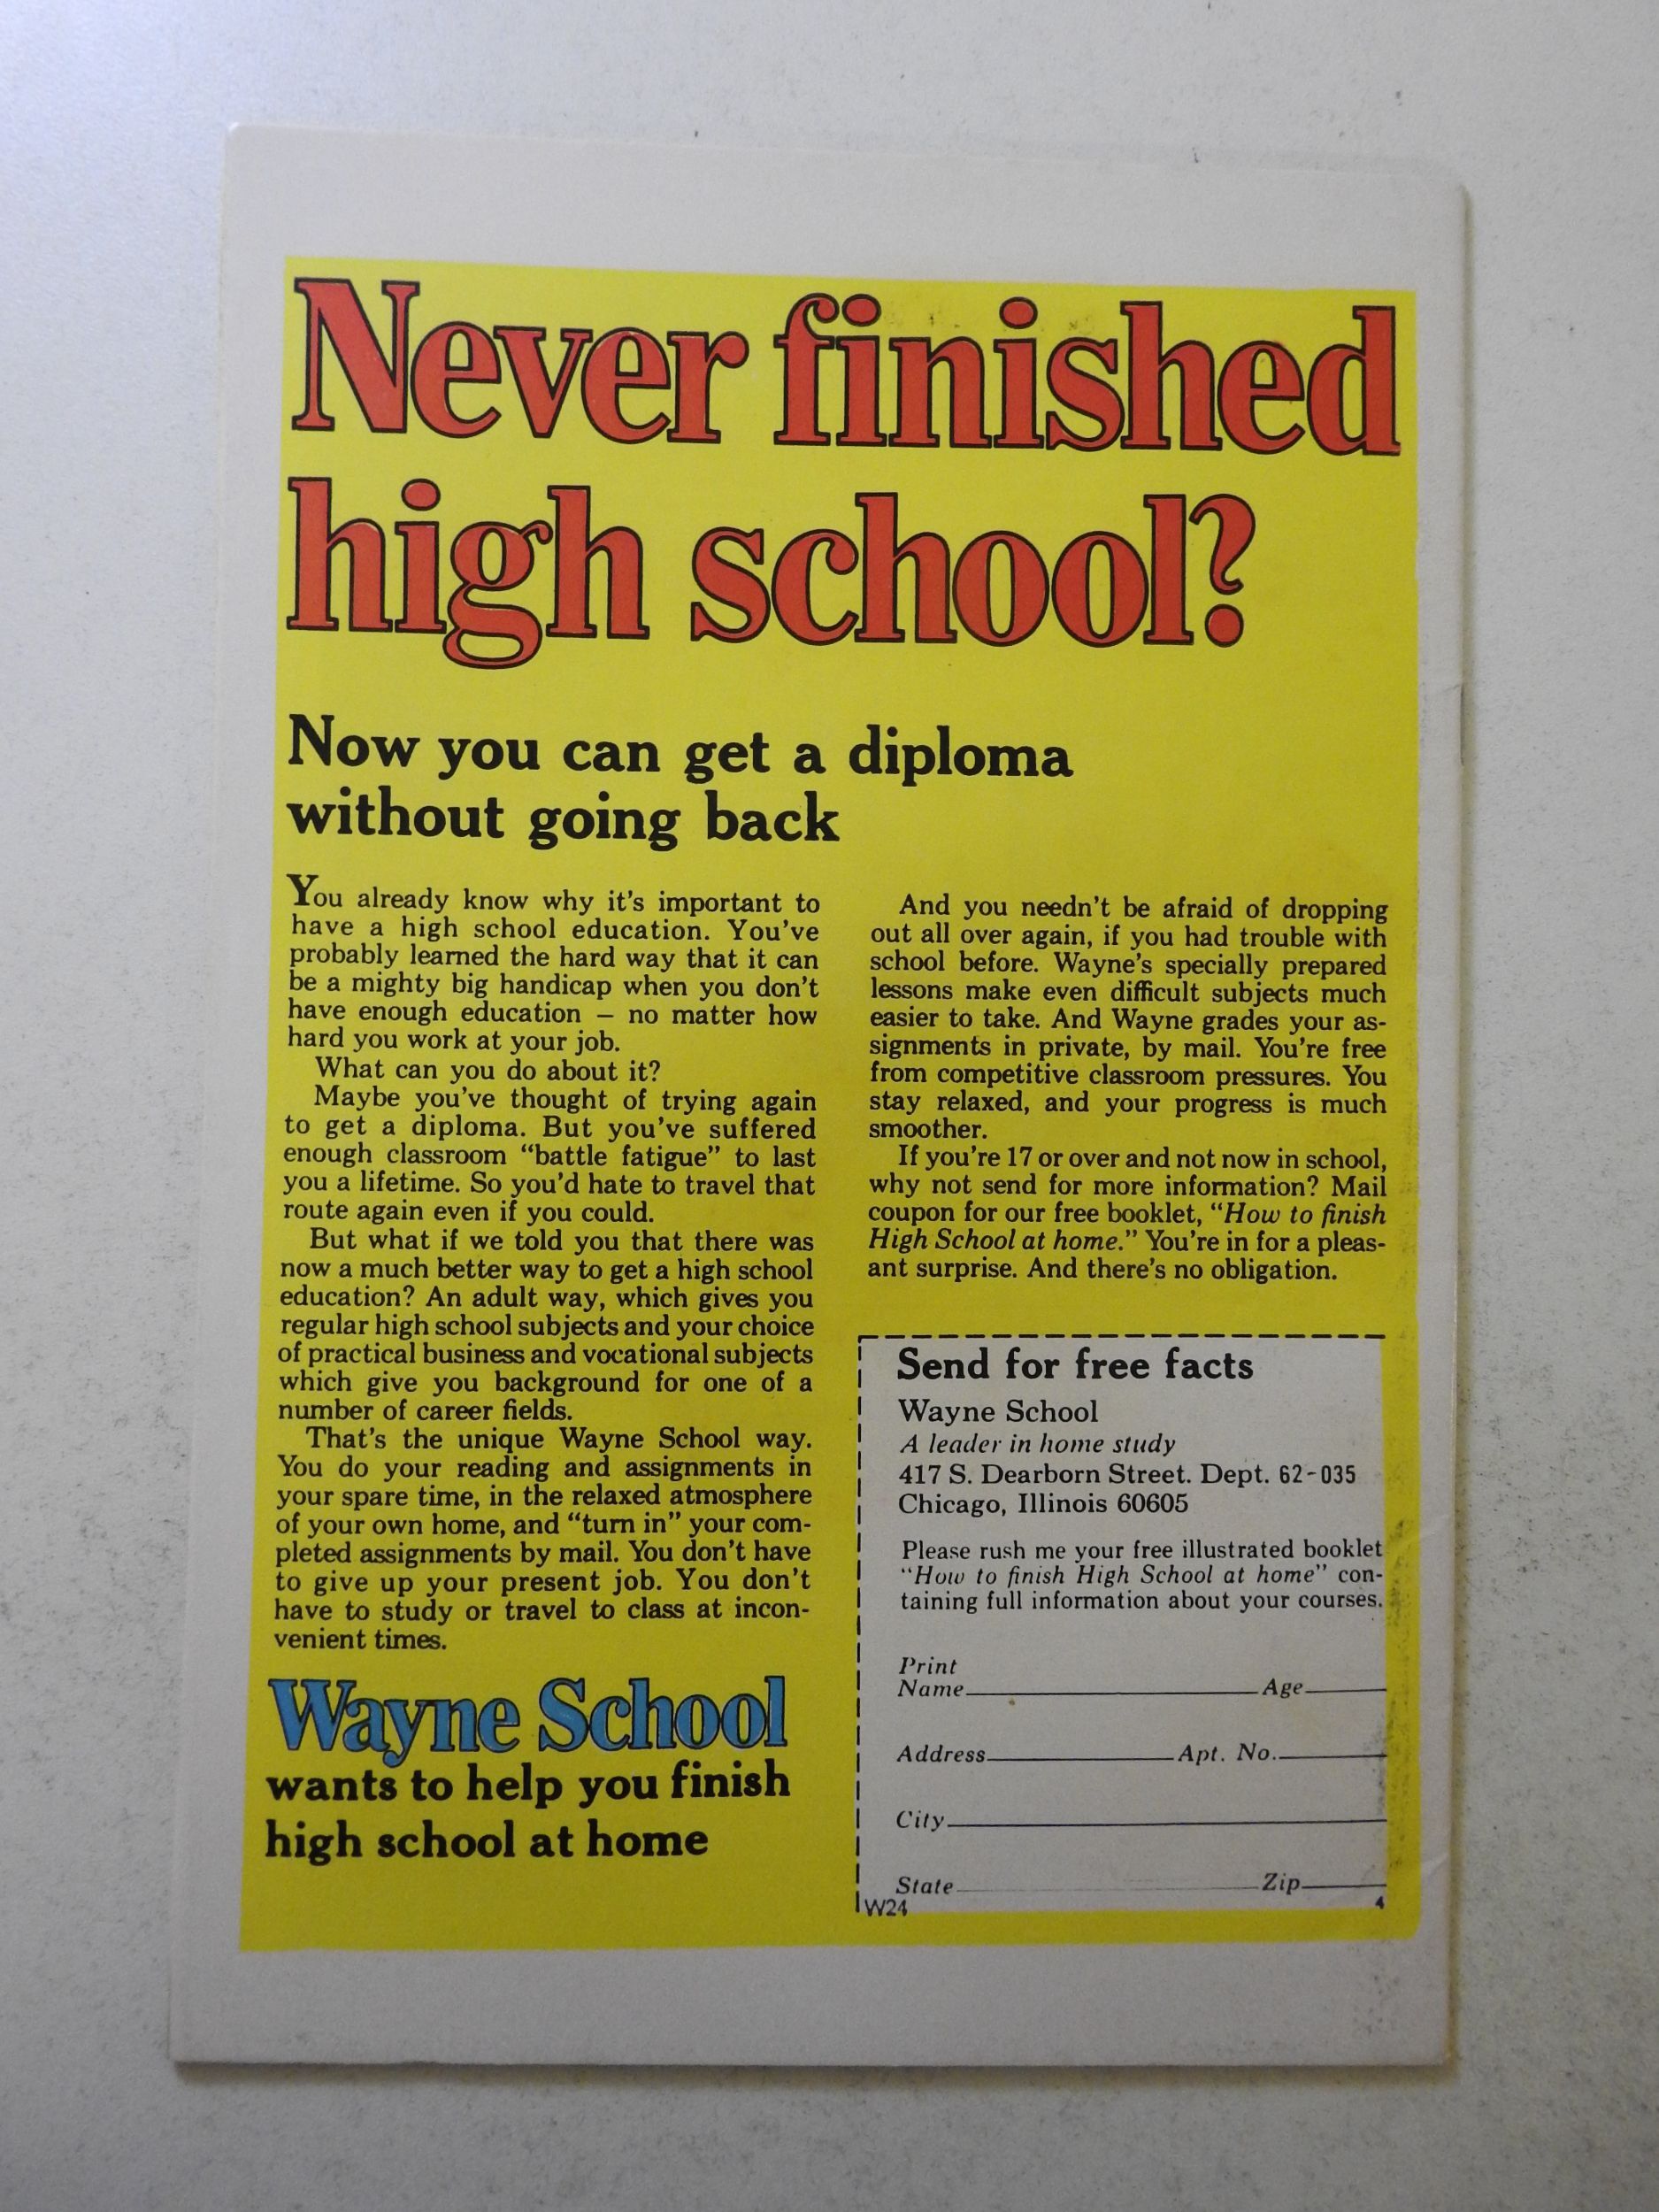 Never finished
high school?
Now you can get a diploma
without going back
You already know why it's important to
have a high school education. You've
probably learned the hard way that it can
be a mighty big handicap when you don't
have enough education – no matter how
hard you work at your job.
What can you do about it?
Maybe you've thought of trying again
to get a diploma. But you've suffered
enough classroom “battle fatigue” to last
you a lifetime. So you'd hate to travel that
route again even if you could.
But what if we told you that there was
now a much better way to get a high school
education? An adult way, which gives you
regular high school subjects and your choice
of practical business and vocational subjects
which give you background for one of a
number of career fields.
That's the unique Wayne School way.
You do your reading and assignments in
your spare time, in the relaxed atmosphere
of your own home, and “turn in” your com-
pleted assignments by mail. You don't have
to give up your present job. You don't
have to study or travel to class at incon-
venient times.
Wayne School
wants to help you finish
high school at home
And you needn't be afraid of dropping
out all over again, if you had trouble with
school before. Wayne's specially prepared
lessons make even difficult subjects much
easier to take. And Wayne grades your as-
signments in private, by mail. You're free
from competitive classroom pressures. You
stay relaxed, and your progress is much
smoother.
If you're 17 or over and not now in school,
why not send for more information? Mail
coupon for our free booklet, “How to finish
High School at home.” You're in for a pleas-
ant surprise. And there's no obligation.
Send for free facts
Wayne School
A leader in home study
417 S. Dearborn Street. Dept. 62-035
Chicago, Illinois 60605
Please rush me your free illustrated booklet
“How to finish High School at home” con-
taining full information about your courses.
Print
Name Age
Address Apt. No.
City
State Zip
W24 4